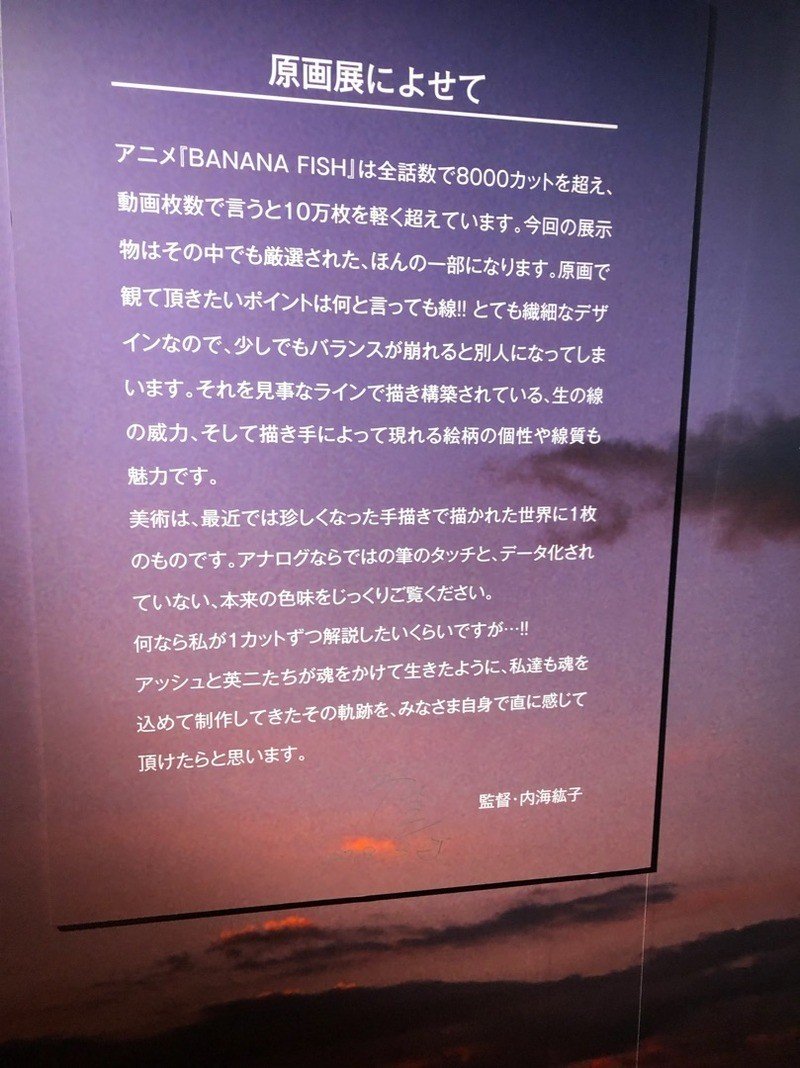 原画展によせて
アニメ『BANANA FISH』は全話数で8000カットを超え、
動画枚数で言うと10万枚を軽く超えています。今回の展示
物はその中でも厳選された、ほんの一部になります。原画で
観て頂きたいポイントは何と言っても線!! とても繊細なデザ
インなので、少しでもバランスが崩れると別人になってしま
います。それを見事なラインで描き構築されている、生の線
の威力、そして描き手によって現れる絵柄の個性や線質も
魅力です。
美術は、最近では珍しくなった手描きで描かれた世界に1枚
のものです。アナログならではの筆のタッチと、データ化され
ていない、本来の色味をじっくりご覧ください。
何なら私が1カットずつ解説したいくらいですが…!!
アッシュと英二たちが魂をかけて生きたように、私達も魂を
込めて制作してきたその軌跡を、みなさま自身で直に感じて
頂けたらと思います。
監督・内海紘子